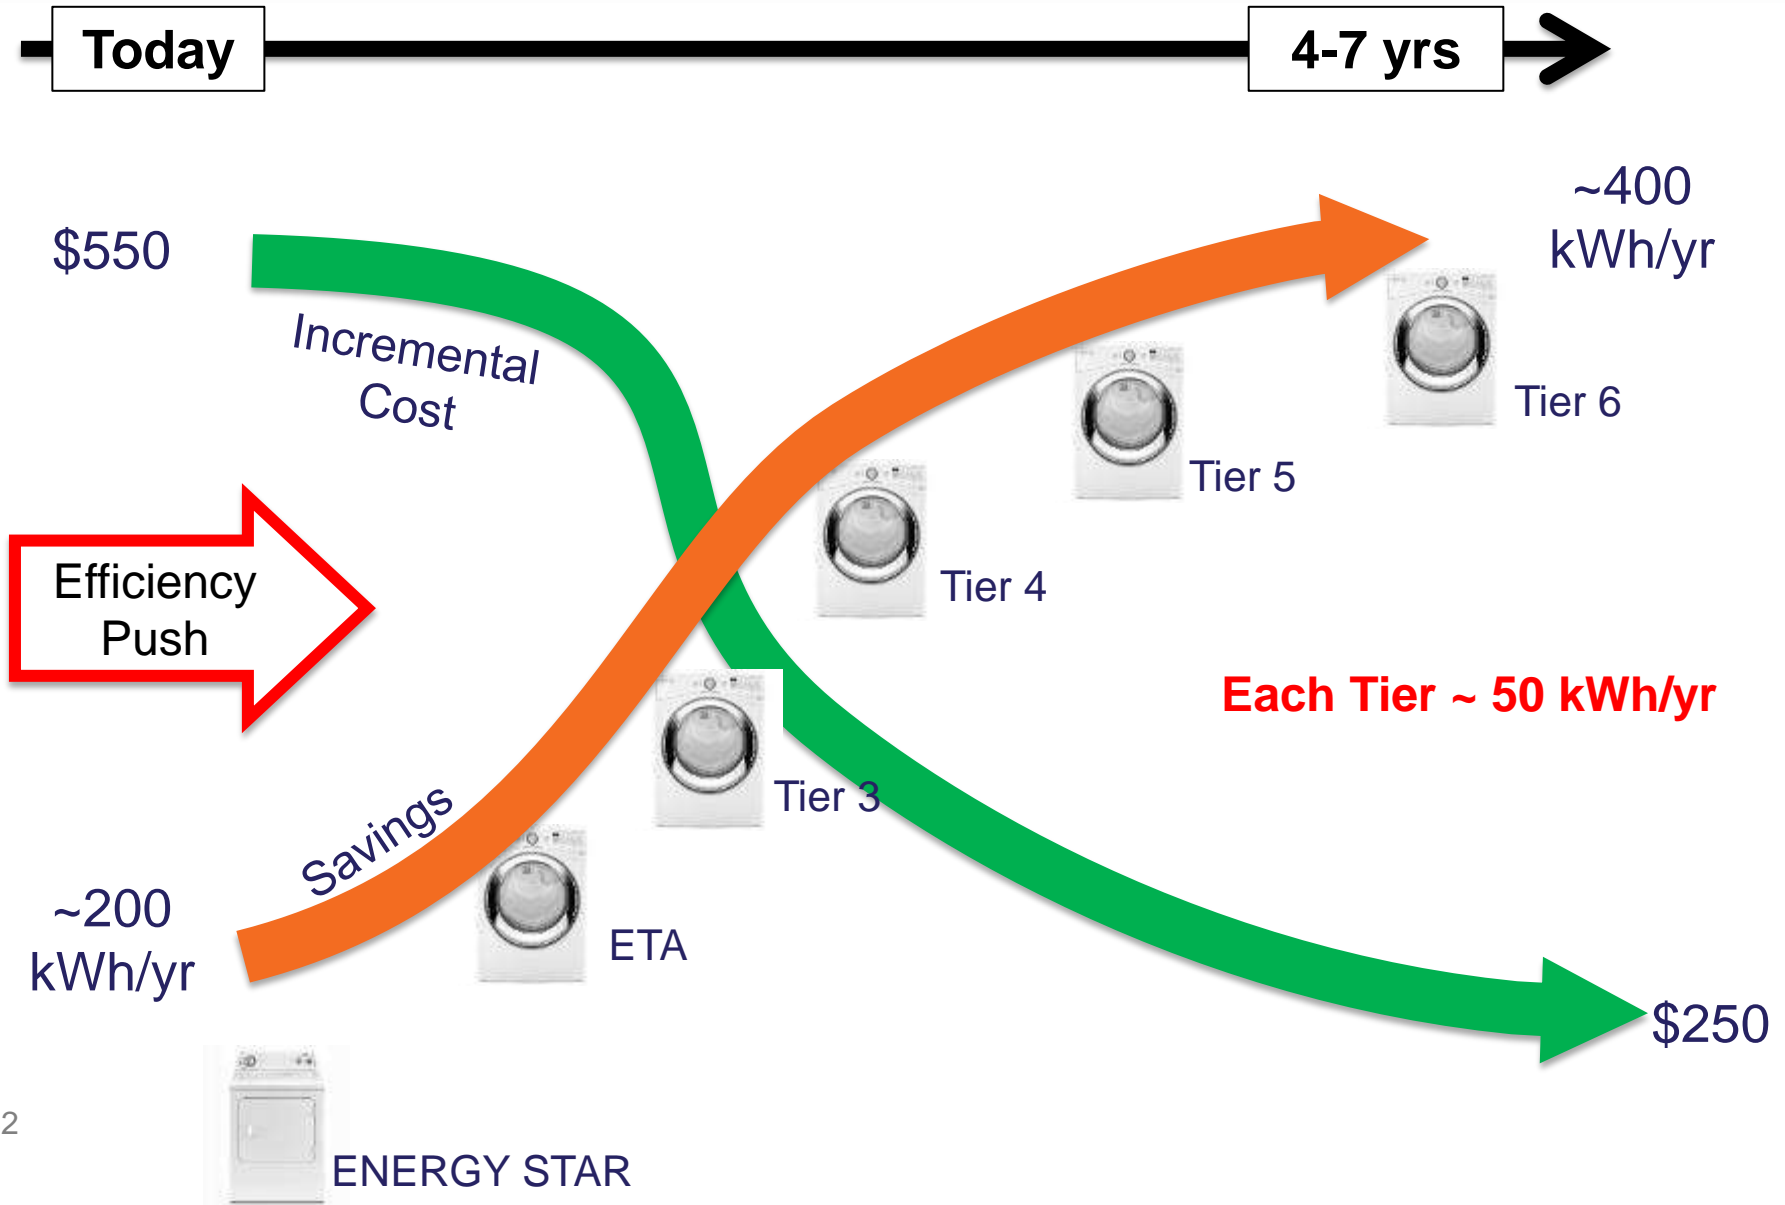 Today
4-7 yrs
$550
~400
kWh/yr
Incremental
Cost
Tier 6
Tier 5
Efficiency
Push
Tier 4
Each Tier ~ 50 kWh/yr
Tier 3
Savings
~200
kWh/yr
ETA
$250
2
ENERGY STAR